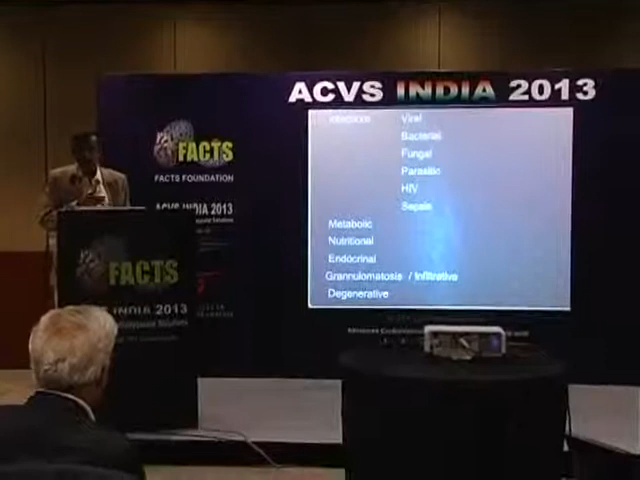 ACVS INDIA 2013
Infections Viral
Bacterial
Fungal
Parasitic
HIV
Sepsis
Metabolic
Nutritional
Endocrinal
Grannulomatosis / Infiltrative
Degenerative
FACTS
FACTS FOUNDATION
ACVS INDIA 2013
FACTS
INDIA 2013